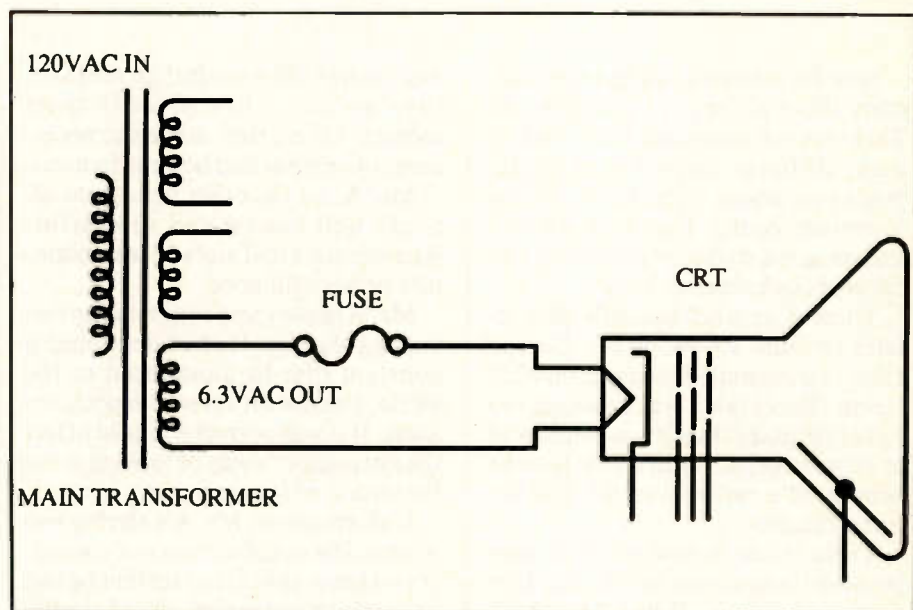 120VAC IN
CRT
FUSE
6.3VAC OUT
MAIN TRANSFORMER